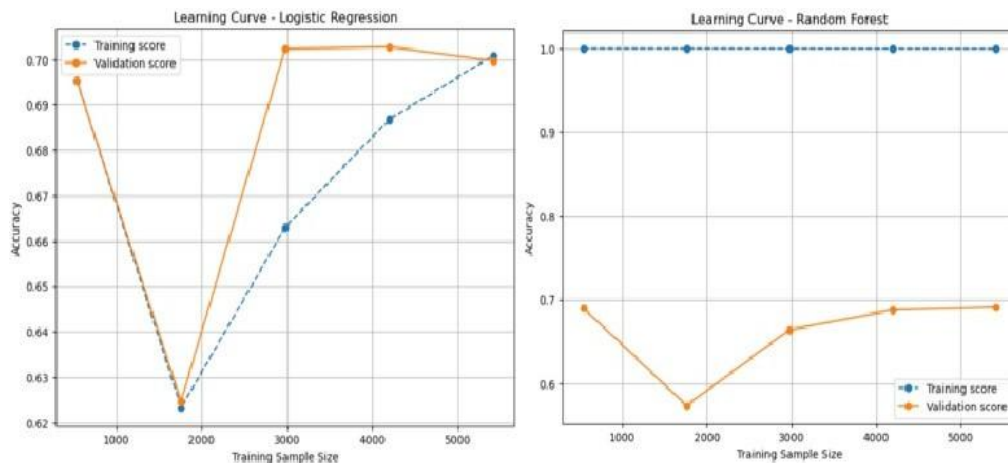 Learning Curve - Logistic Regression
Training score
Validation score
0.70
0.69
0.68
0.67
0.66
0.65
0.64
0.63
0.62
Accuracy
1000 2000 3000 4000 5000
Training Sample Size
Learning Curve - Random Forest
1.0
0.9
0.8
0.7
0.6
Accuracy
Training score
Validation score
1000 2000 3000 4000 5000
Training Sample Size